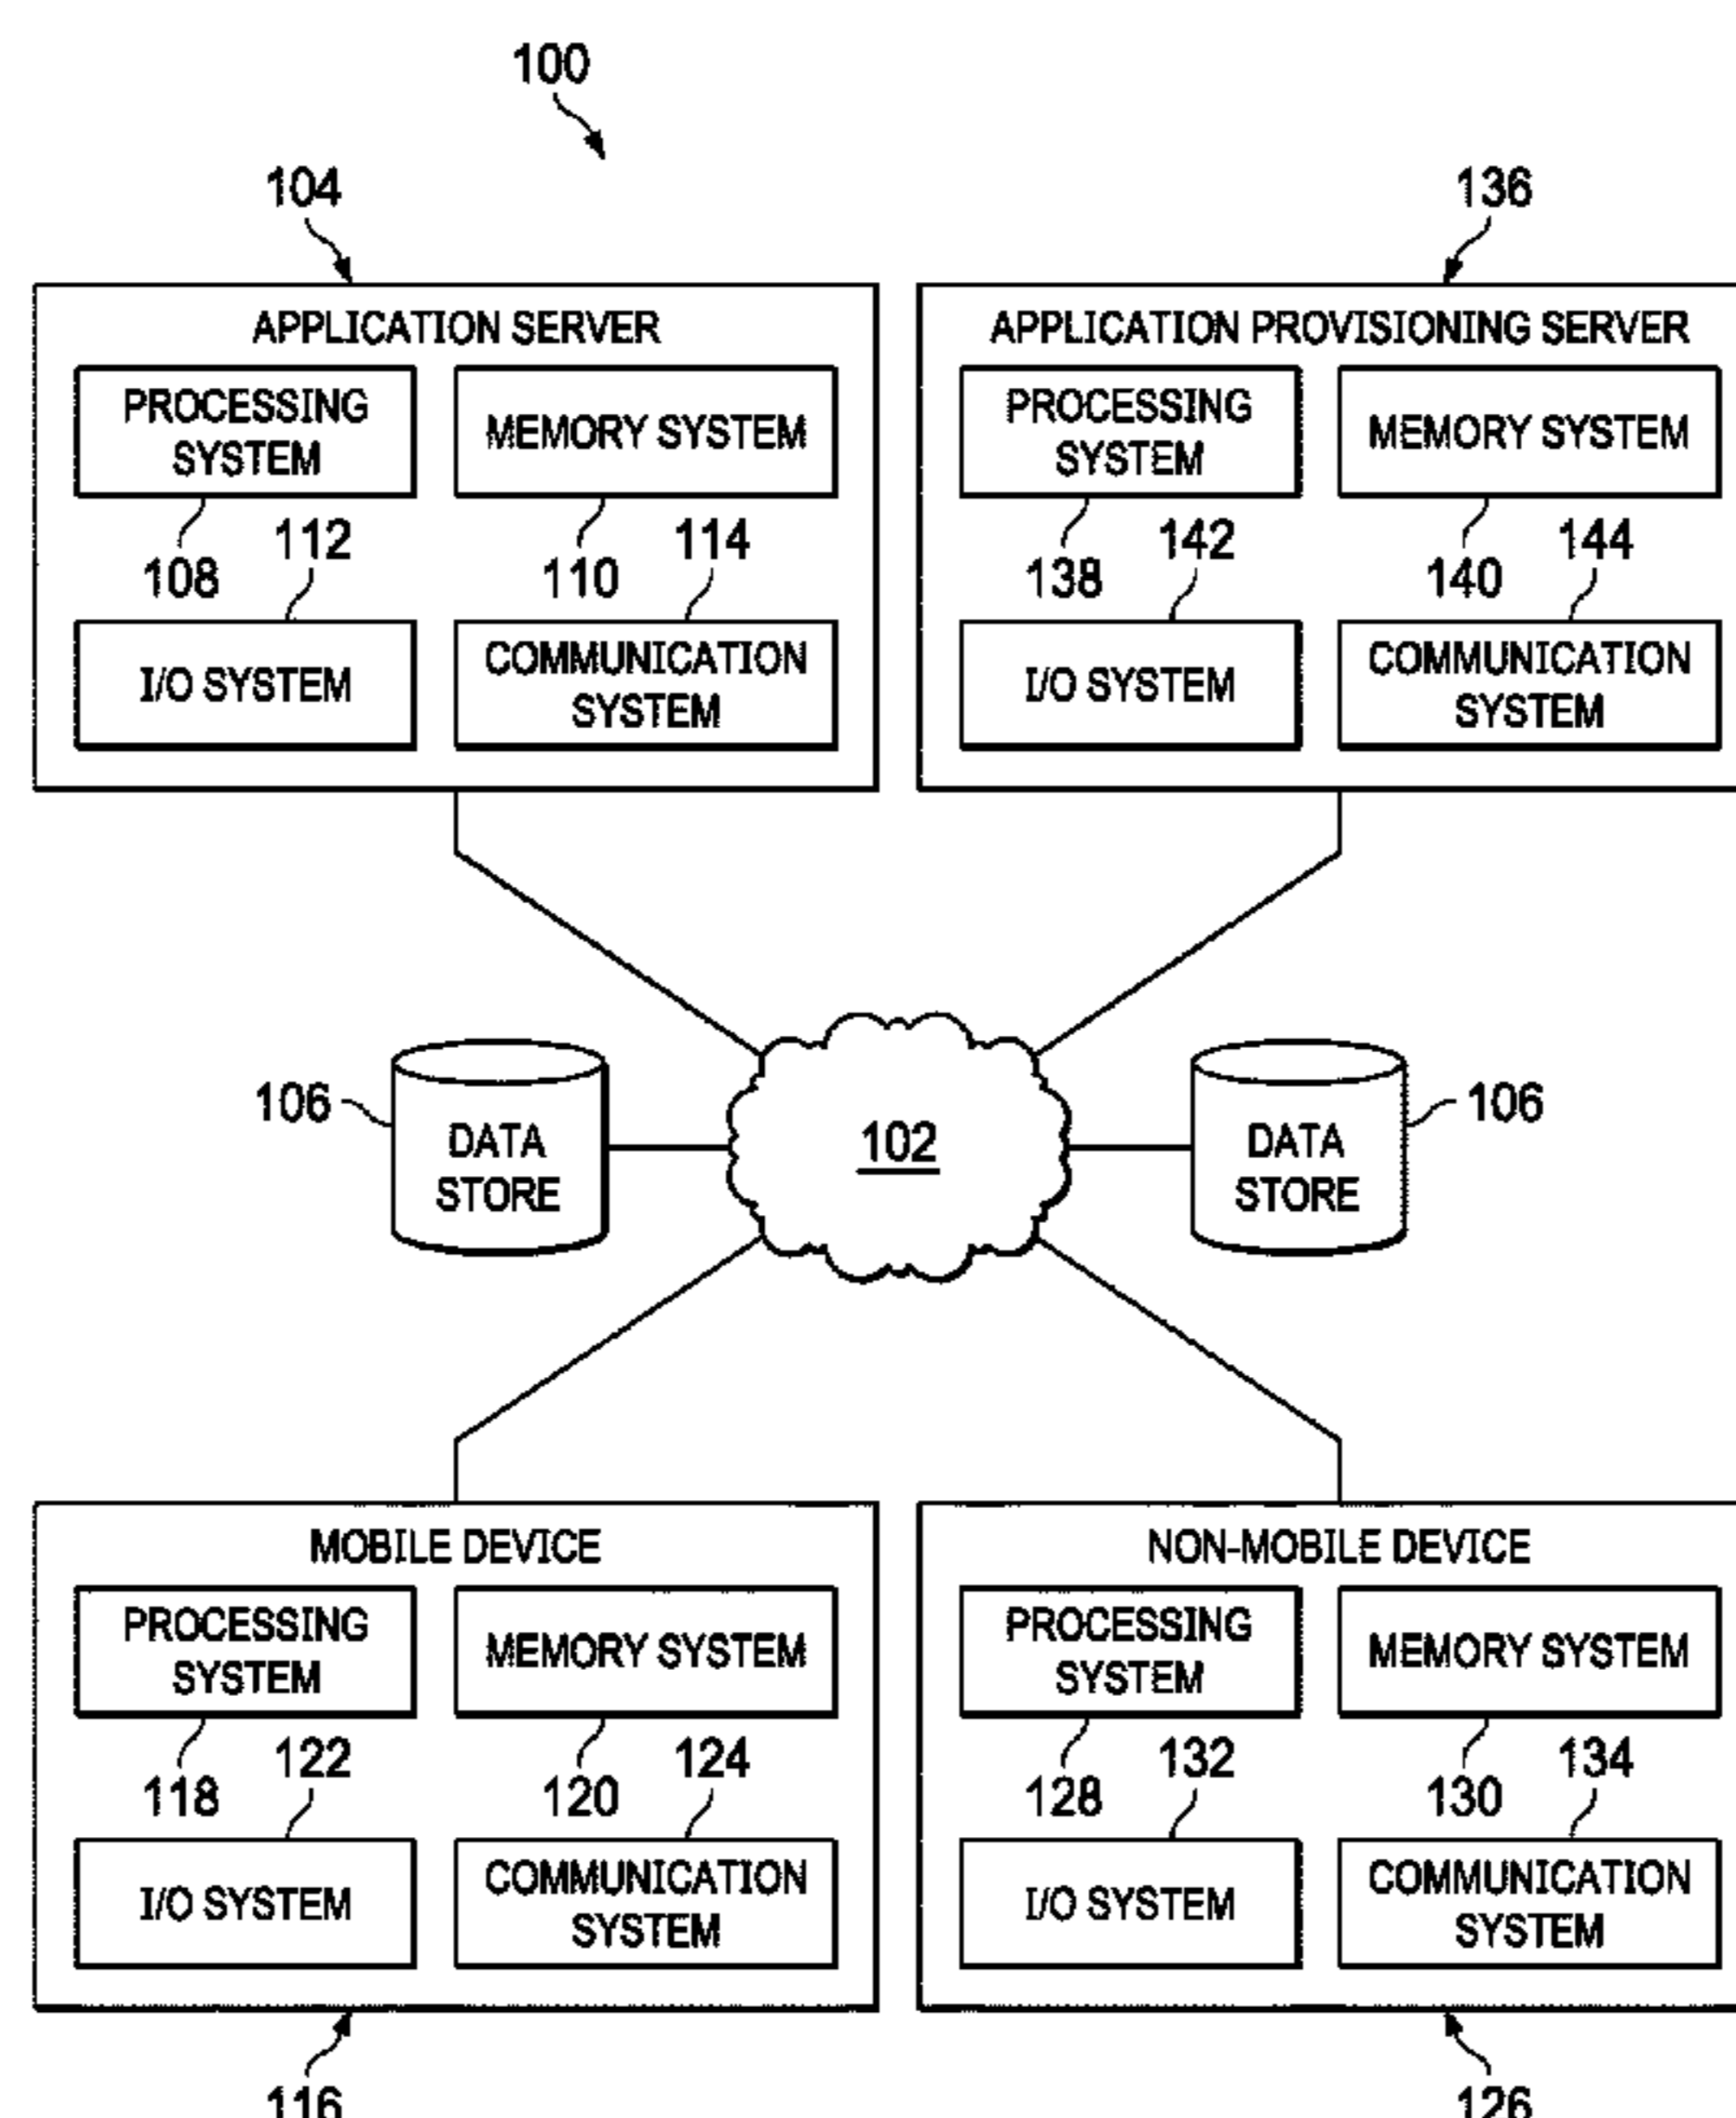 100
104
136
APPLICATION SERVER
PROCESSING
SYSTEM
MEMORY SYSTEM
108
112
110
114
I/O SYSTEM
COMMUNICATION
SYSTEM
APPLICATION PROVISIONING SERVER
PROCESSING
SYSTEM
MEMORY SYSTEM
138
142
140
144
I/O SYSTEM
COMMUNICATION
SYSTEM
106
DATA
STORE
102
DATA
STORE
106
MOBILE DEVICE
PROCESSING
SYSTEM
MEMORY SYSTEM
118
122
120
124
I/O SYSTEM
COMMUNICATION
SYSTEM
NON-MOBILE DEVICE
PROCESSING
SYSTEM
MEMORY SYSTEM
128
132
130
134
I/O SYSTEM
COMMUNICATION
SYSTEM
116
126